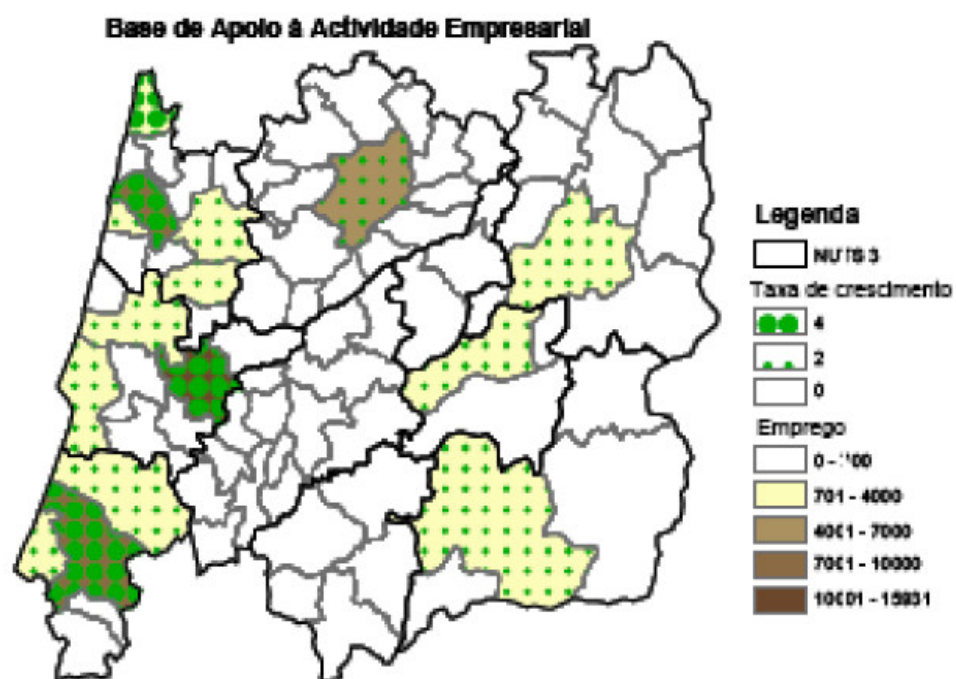 Base de Apoio à Actividade Empresarial
Legenda
NUTS 3
Taxa de crescimento
4
2
0
Emprego
701 - 4000
4001 - 7000
7001 - 10000
10001 - 15931